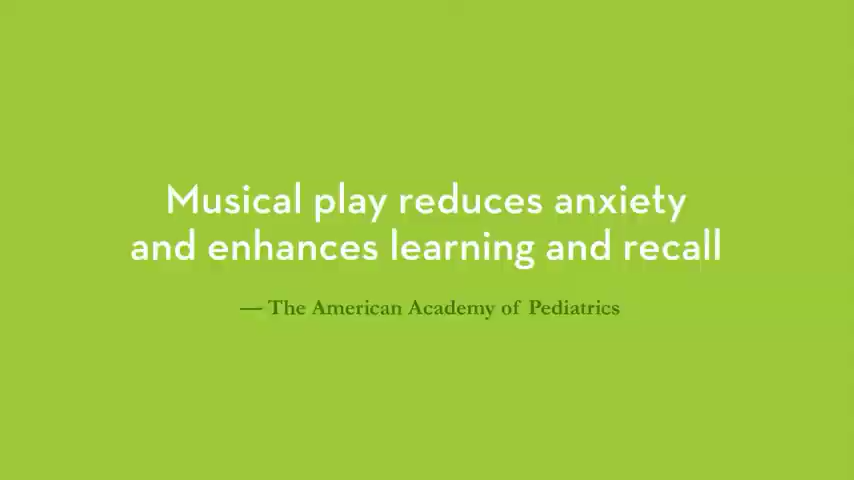 Musical play reduces anxiety
and enhances learning and recall
— The American Academy of Pediatrics